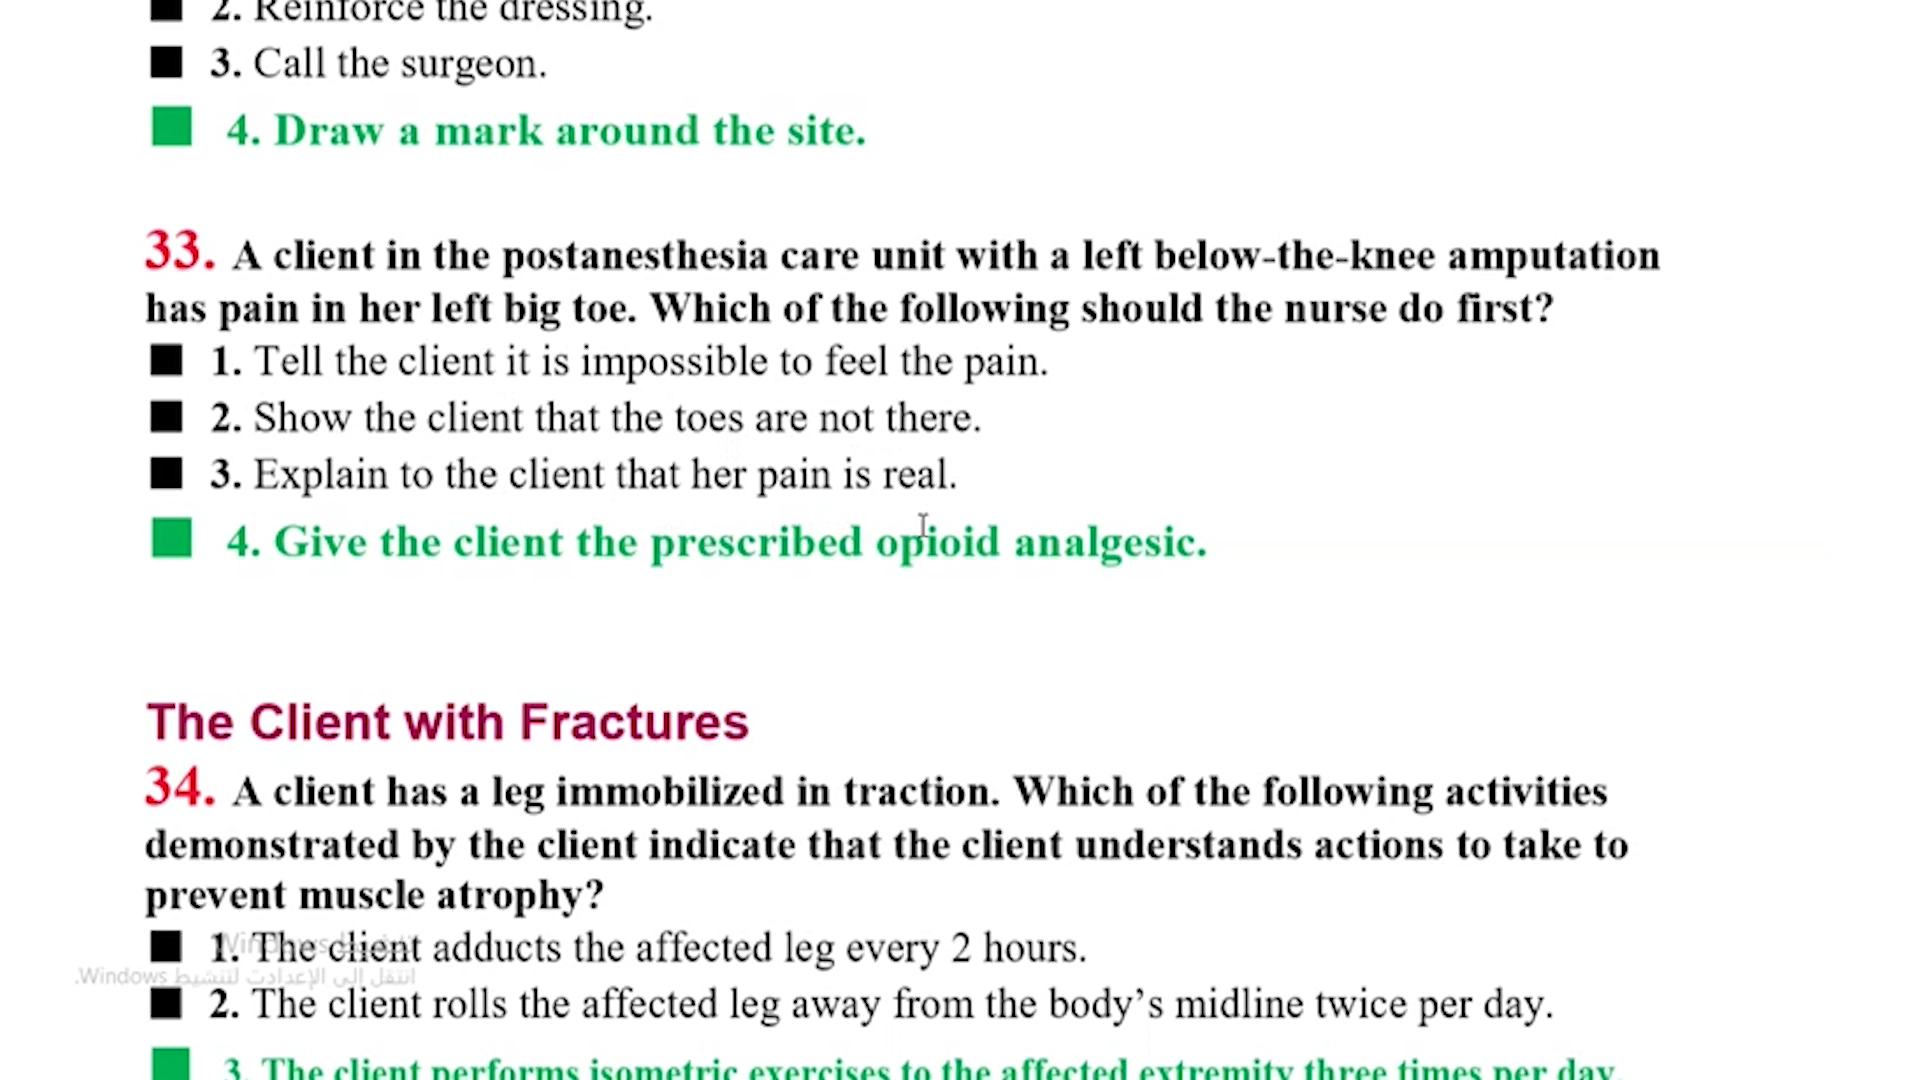 2. Reinforce the dressing.
3. Call the surgeon.
4. Draw a mark around the site.
33. A client in the postanesthesia care unit with a left below-the-knee amputation
has pain in her left big toe. Which of the following should the nurse do first?
1. Tell the client it is impossible to feel the pain.
2. Show the client that the toes are not there.
3. Explain to the client that her pain is real.
4. Give the client the prescribed opioid analgesic.
The Client with Fractures
34. A client has a leg immobilized in traction. Which of the following activities
demonstrated by the client indicate that the client understands actions to take to
prevent muscle atrophy?
1. The client adducts the affected leg every 2 hours.
تنشيط Windows
انتقل إلى الإعدادات لتنشيط Windows.
2. The client rolls the affected leg away from the body’s midline twice per day.
3. The client performs isometric exercises to the affected extremity three times per day.